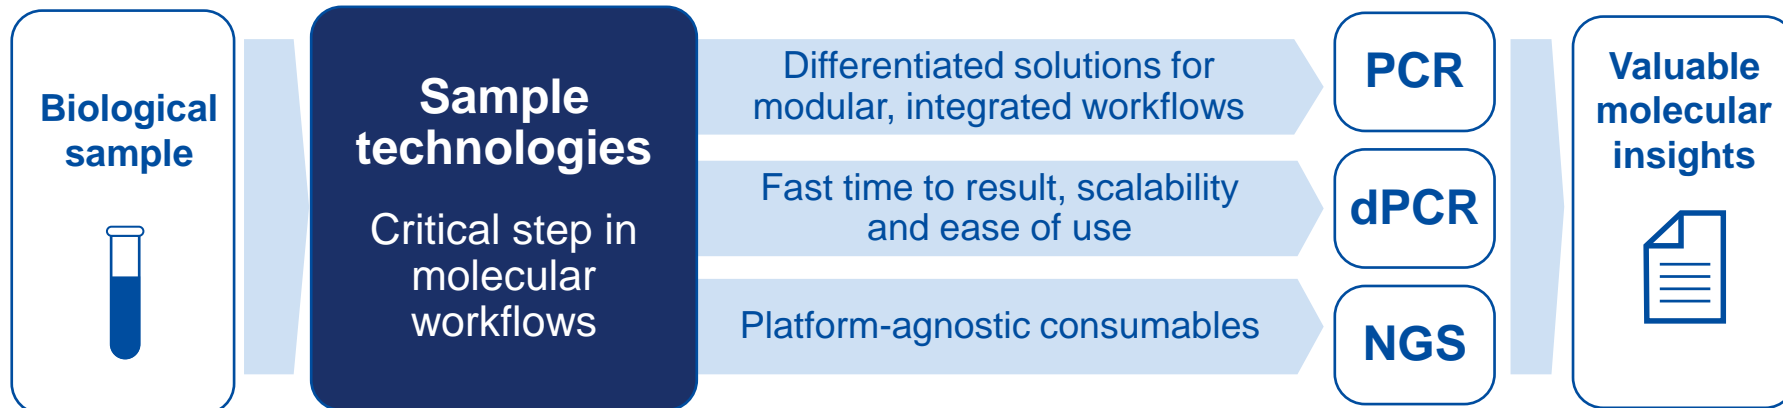 Biological
sample
Sample
technologies
Critical step in
molecular
workflows
Differentiated solutions for
modular, integrated workflows
Fast time to result, scalability
and ease of use
Platform-agnostic consumables
PCR
dPCR
NGS
Valuable
molecular
insights